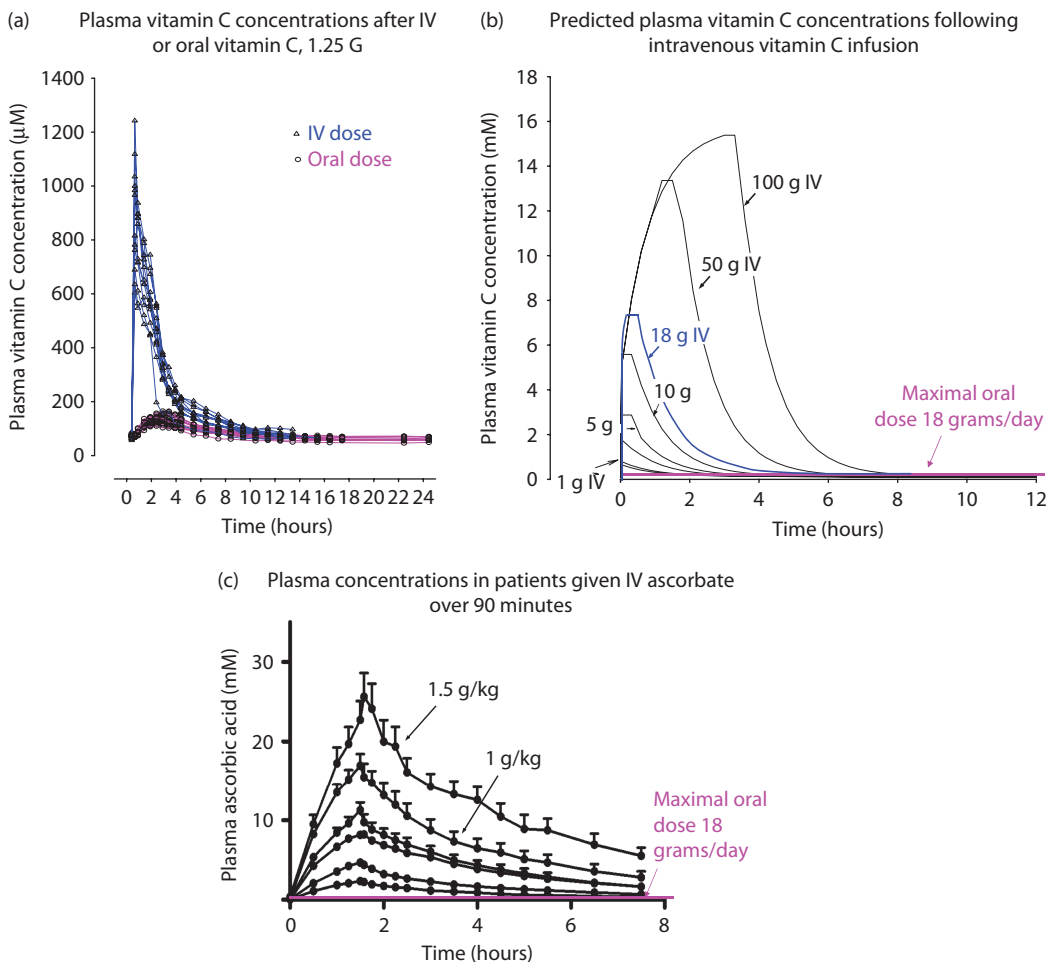 (a) Plasma vitamin C concentrations after IV
or oral vitamin C, 1.25 G
Plasma vitamin C concentration (μM)
1400
1200
1000
800
600
400
200
0
IV dose
Oral dose
0 2 4 6 8 10 12 14 16 18 20 22 24
Time (hours)
(b) Predicted plasma vitamin C concentrations following
intravenous vitamin C infusion
Plasma vitamin C concentration (mM)
18
16
14
12
10
8
6
4
2
0
100 g IV
50 g IV
18 g IV
10 g
5 g
1 g IV
Maximal oral
dose 18 grams/day
0 2 4 6 8 10 12
Time (hours)
(c) Plasma concentrations in patients given IV ascorbate
over 90 minutes
Plasma ascorbic acid (mM)
30
20
10
1.5 g/kg
1 g/kg
Maximal oral
dose 18
grams/day
0 2 4 6 8
Time (hours)